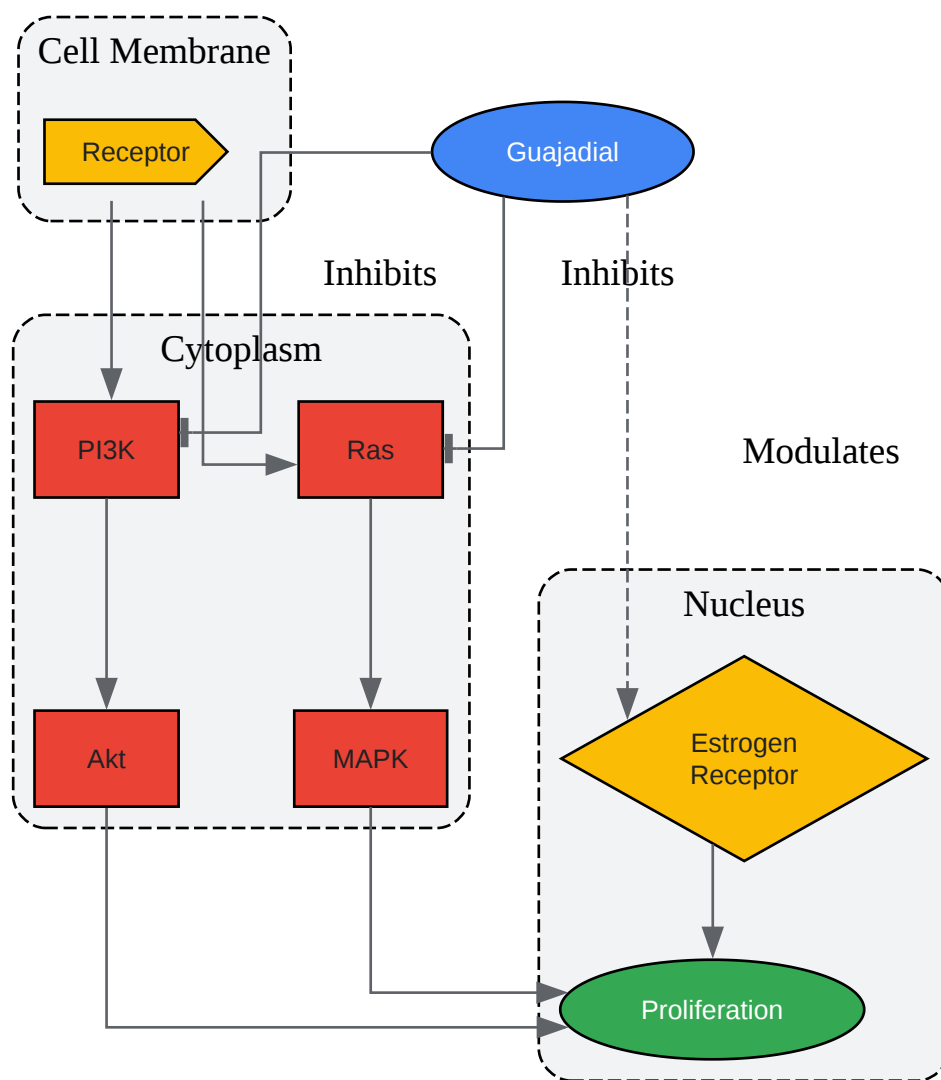 Cell Membrane
Receptor
Guajadial
Inhibits
Inhibits
Cytoplasm
PI3K
Ras
Modulates
Nucleus
Akt
MAPK
Estrogen
Receptor
Proliferation